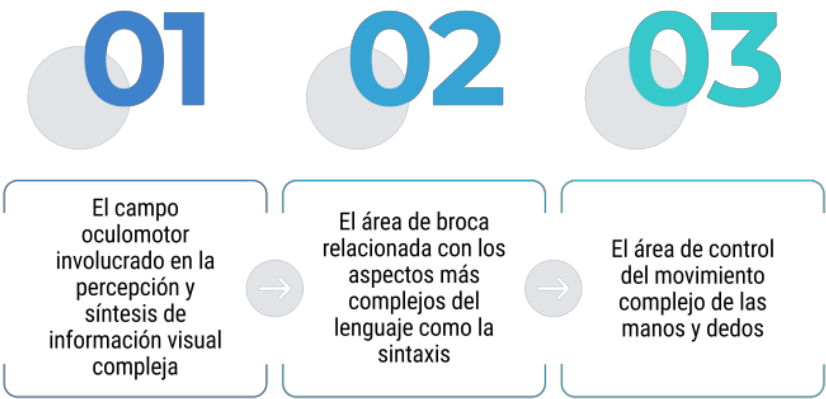 01
02
03
El campo
oculomotor
involucrado en la
percepción y
síntesis de
información visual
compleja
El área de broca
relacionada con los
aspectos más
complejos del
lenguaje como la
sintaxis
El área de control
del movimiento
complejo de las
manos y dedos